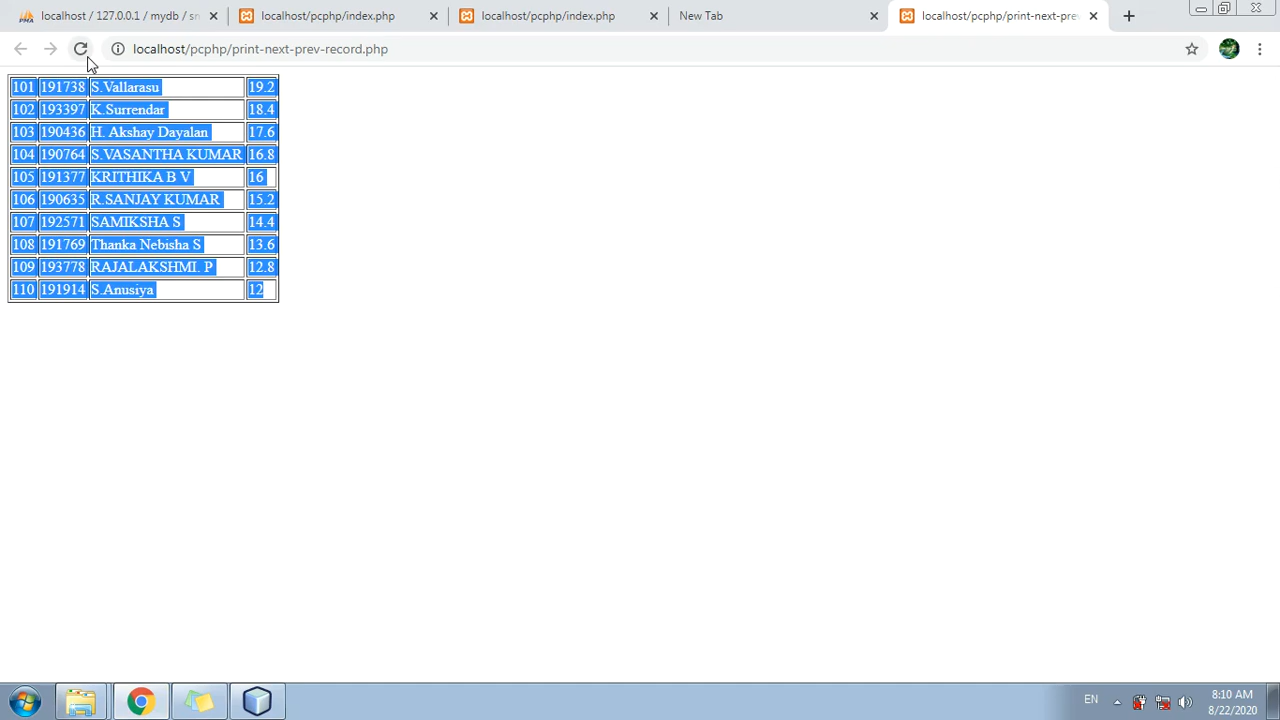 localhost / 127.0.0.1 / mydb / sn
localhost/pcphp/index.php
localhost/pcphp/index.php
New Tab
localhost/pcphp/print-next-prev
localhost/pcphp/print-next-prev-record.php
101 191738 S.Vallarasu 19.2
102 193397 K.Surrendar 18.4
103 190436 H. Akshay Dayalan 17.6
104 190764 S.VASANTHA KUMAR 16.8
105 191377 KRITHIKA B V 16
106 190635 R.SANJAY KUMAR 15.2
107 192571 SAMIKSHA S 14.4
108 191769 Thanka Nebisha S 13.6
109 193778 RAJALAKSHMI. P 12.8
110 191914 S.Anusiya 12
EN
8:10 AM
8/22/2020